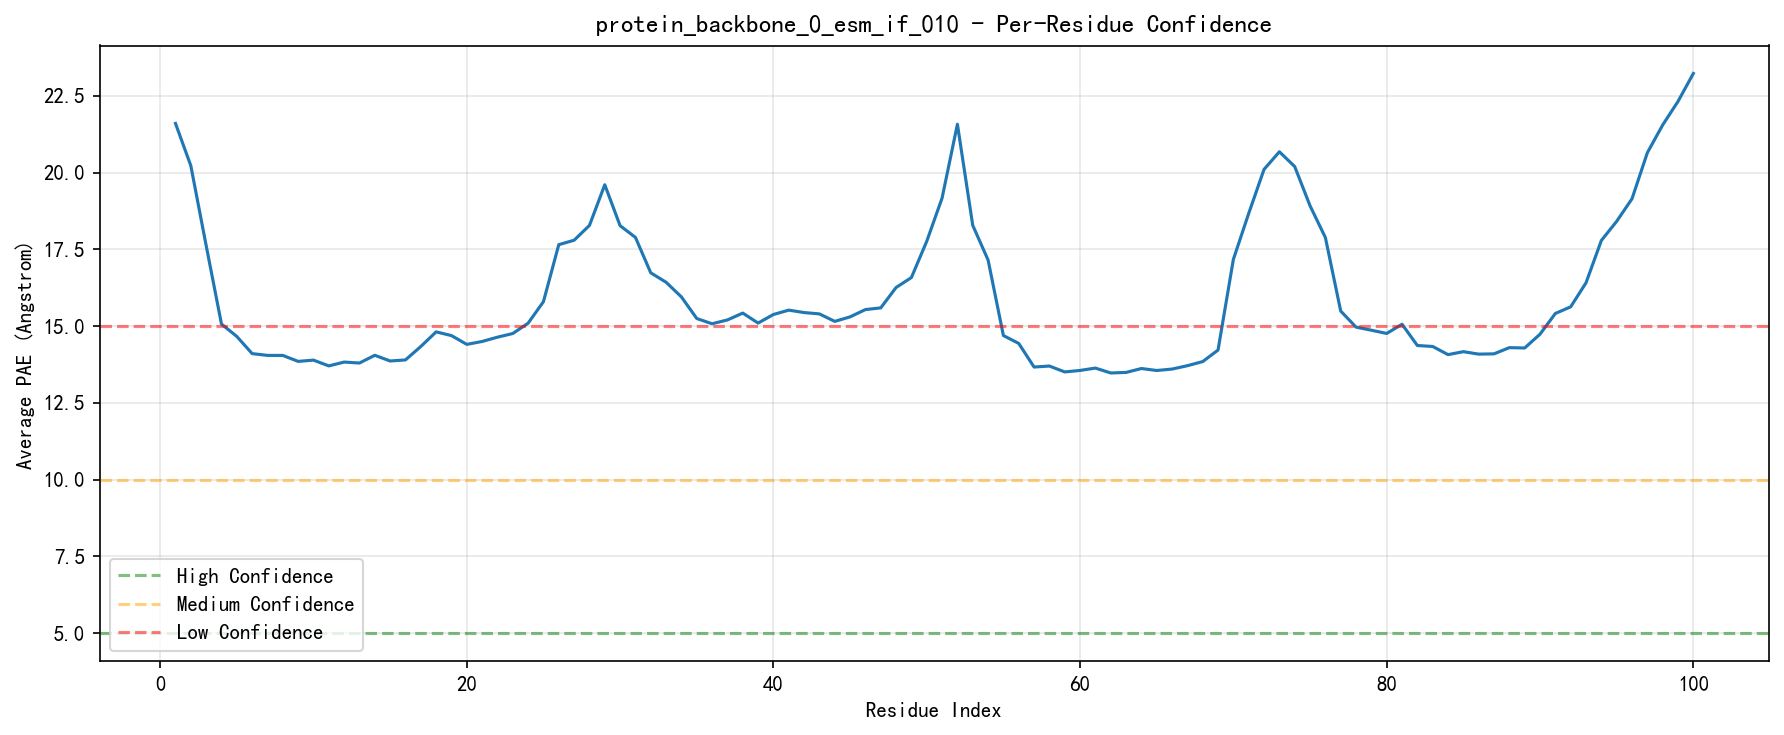 protein_backbone_0_esm_if_010 - Per-Residue Confidence
Average PAE (Angstrom)
22.5
20.0
17.5
15.0
12.5
10.0
7.5
5.0
High Confidence
Medium Confidence
Low Confidence
0 20 40 60 80 100
Residue Index